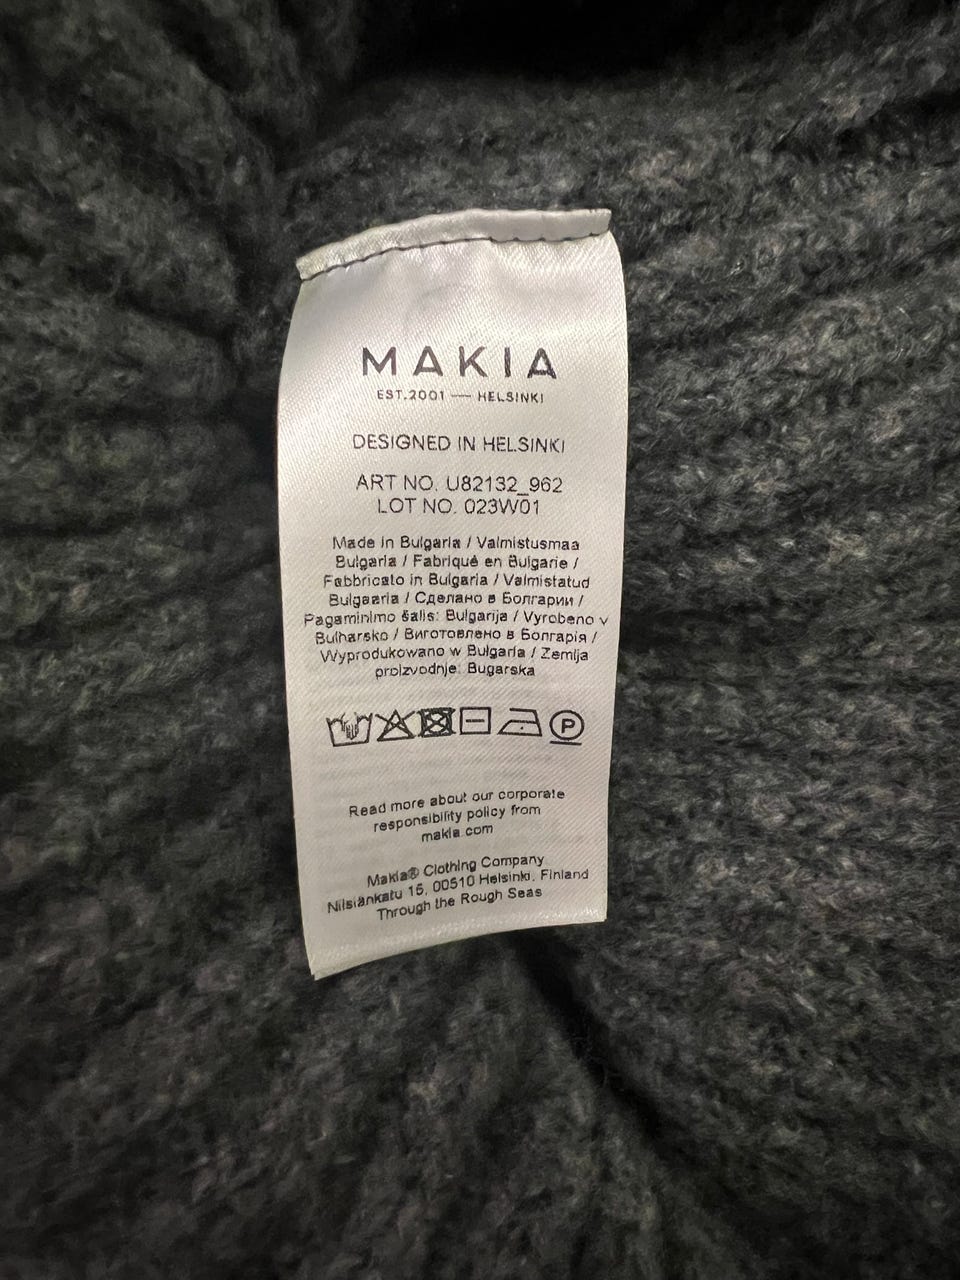 MAKIA
EST.2001 — HELSINKI
DESIGNED IN HELSINKI
ART NO. U82132_962
LOT NO. 023W01
Made in Bulgaria / Valmistusmaa
Bulgaria / Fabriqué en Bulgarie /
Fabbricato in Bulgaria / Valmistatud
Bulgaaria / Сделано в Болгарии /
Pagaminimo šalis: Bulgarija / Vyrobeno v
Bulharsko / Виготовлено в Болгарія /
Wyprodukowano w Bulgaria / Zemlja
proizvodnje: Bugarska
P
Read more about our corporate
responsibility policy from
makia.com
Makia® Clothing Company
Nilsiänkatu 15, 00510 Helsinki, Finland
Through the Rough Seas